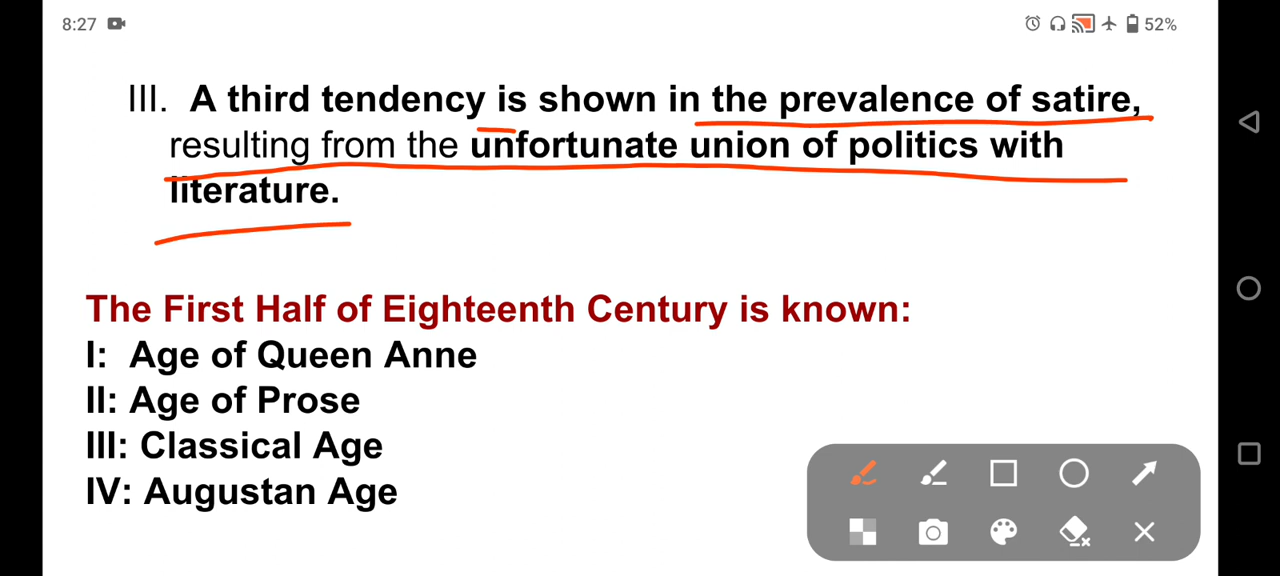 8:27
52%
III. A third tendency is shown in the prevalence of satire,
resulting from the unfortunate union of politics with
literature.
The First Half of Eighteenth Century is known:
I: Age of Queen Anne
II: Age of Prose
III: Classical Age
IV: Augustan Age